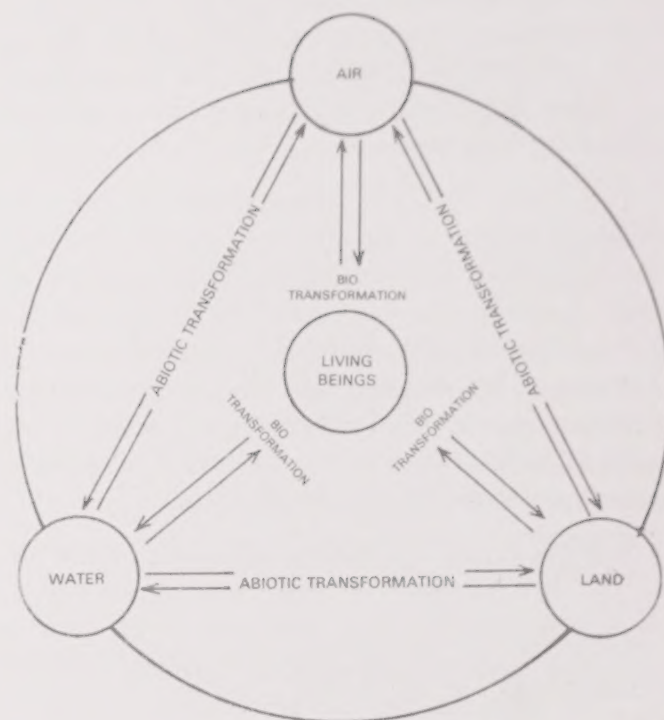 AIR
ABIOTIC TRANSFORMATION
ABIOTIC TRANSFORMATION
BIO
TRANSFORMATION
LIVING
BEINGS
BIO
TRANSFORMATION
BIO
TRANSFORMATION
WATER
ABIOTIC TRANSFORMATION
LAND